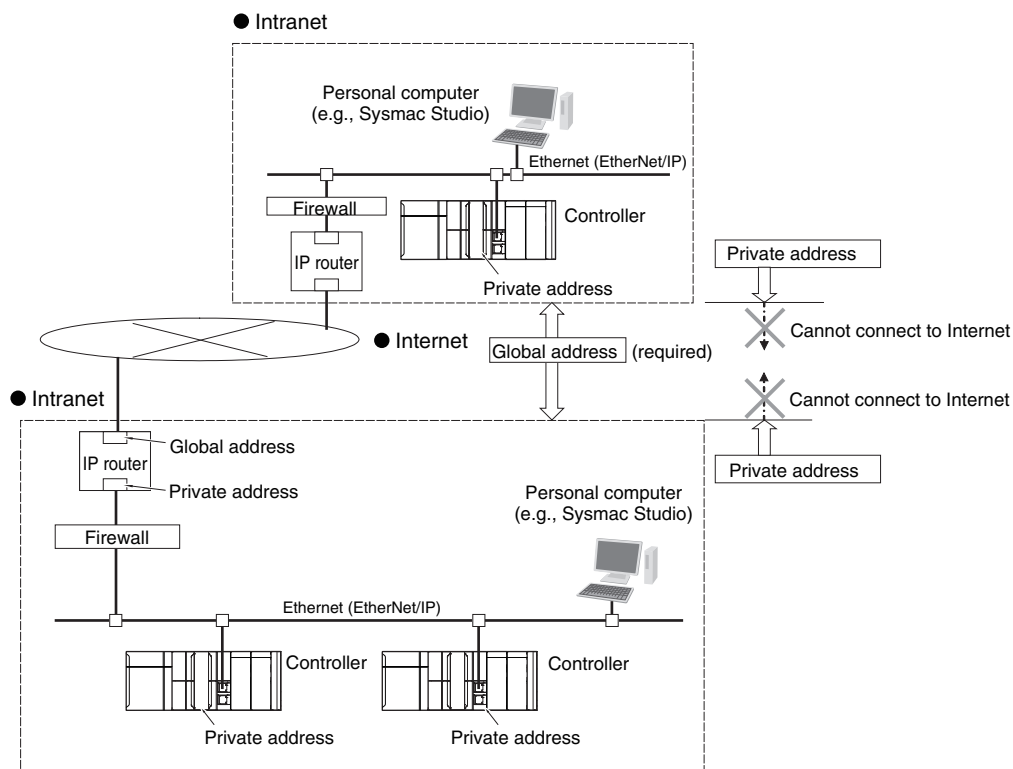 ● Intranet
Personal computer
(e.g., Sysmac Studio)
Ethernet (EtherNet/IP)
Firewall
Controller
IP router
Private address
Private address
Cannot connect to Internet
● Internet
Global address (required)
● Intranet
Cannot connect to Internet
Private address
Global address
IP router
Private address
Personal computer
(e.g., Sysmac Studio)
Firewall
Ethernet (EtherNet/IP)
Controller
Controller
Private address
Private address